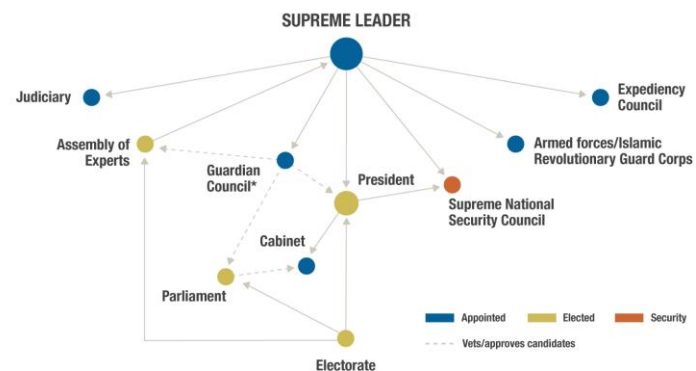 SUPREME LEADER
Judiciary
Expediency
Council
Assembly of
Experts
Armed forces/Islamic
Revolutionary Guard Corps
Guardian
Council*
President
Supreme National
Security Council
Cabinet
Parliament
Electorate
Appointed
Elected
Security
Vets/approves candidates